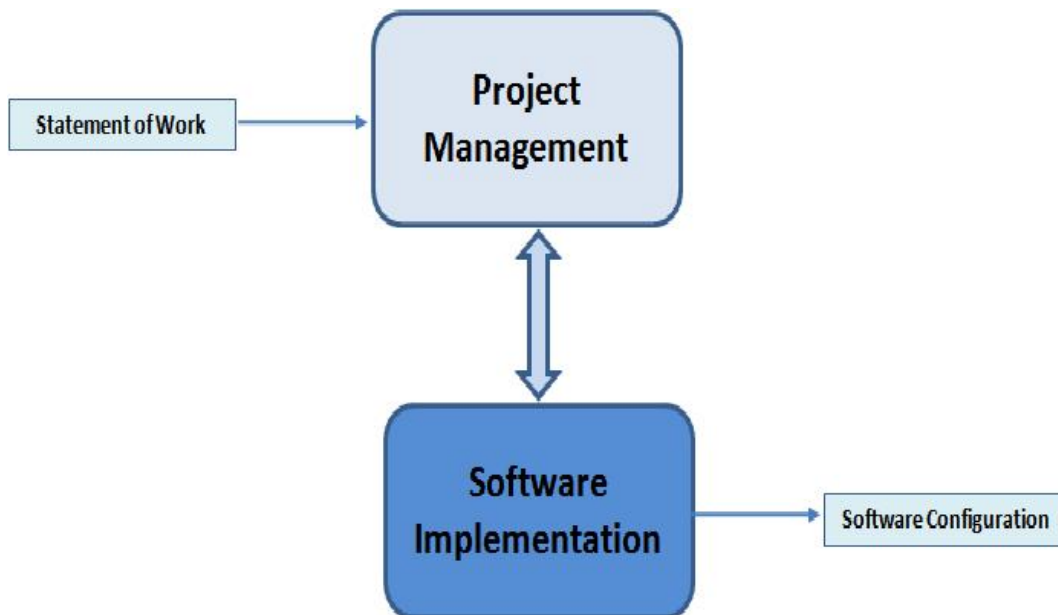 Project
Management
Statement of Work
Software
Implementation
Software Configuration